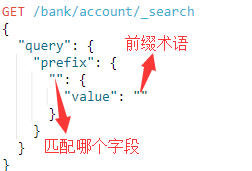 GET /bank/account/_search
{
  "query": {
    "prefix": {
      "": {
        "value": ""
      }
    }
  }
}
前缀术语
匹配哪个字段